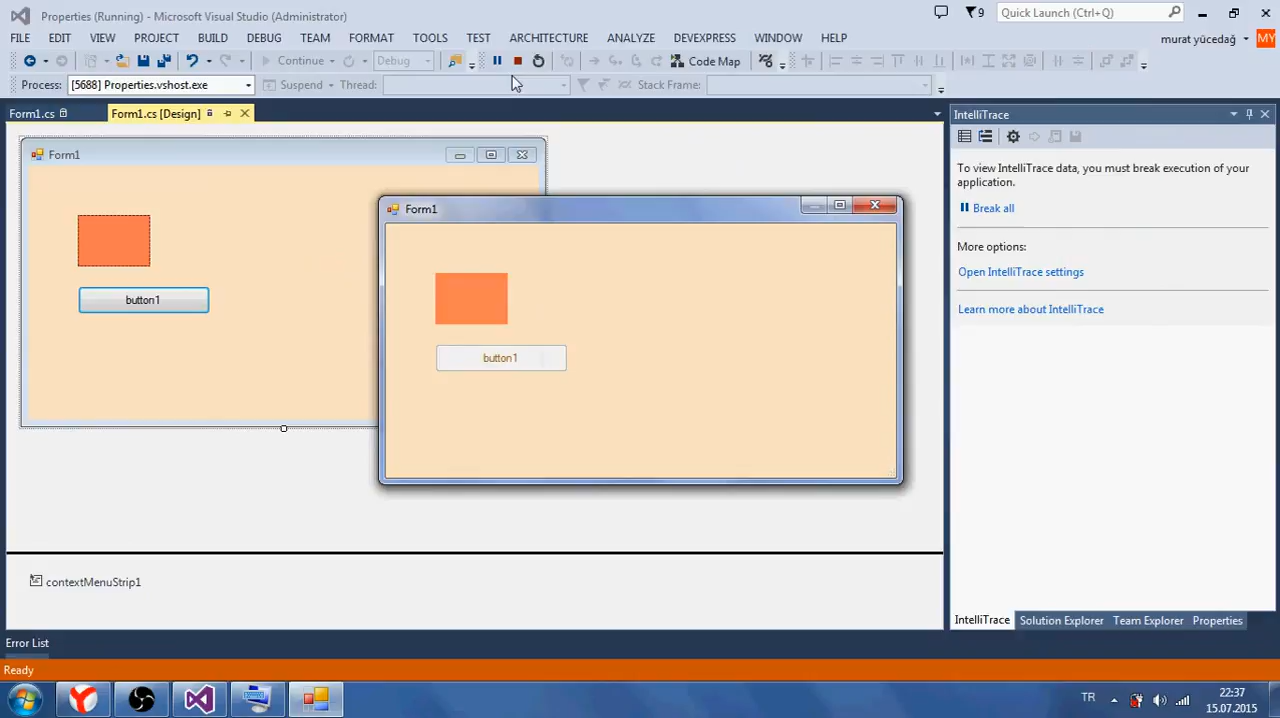 Properties (Running) - Microsoft Visual Studio (Administrator)
9
Quick Launch (Ctrl+Q)
FILE EDIT VIEW PROJECT BUILD DEBUG TEAM FORMAT TOOLS TEST ARCHITECTURE ANALYZE DEVEXPRESS WINDOW HELP
murat yücedağ
MY
Continue
Debug
Code Map
Process: [5688] Properties.vshost.exe
Suspend
Thread:
Stack Frame:
Form1.cs
Form1.cs [Design]
Form1
button1
Form1
button1
contextMenuStrip1
IntelliTrace
To view IntelliTrace data, you must break execution of your
application.
Break all
More options:
Open IntelliTrace settings
Learn more about IntelliTrace
IntelliTrace Solution Explorer Team Explorer Properties
Error List
Ready
TR
22:37
15.07.2015